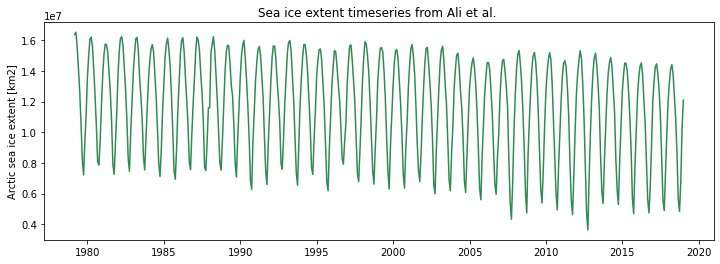 Sea ice extent timeseries from Ali et al.
1e7
Arctic sea ice extent [km2]
1.6
1.4
1.2
1.0
0.8
0.6
0.4
1980 1985 1990 1995 2000 2005 2010 2015 2020